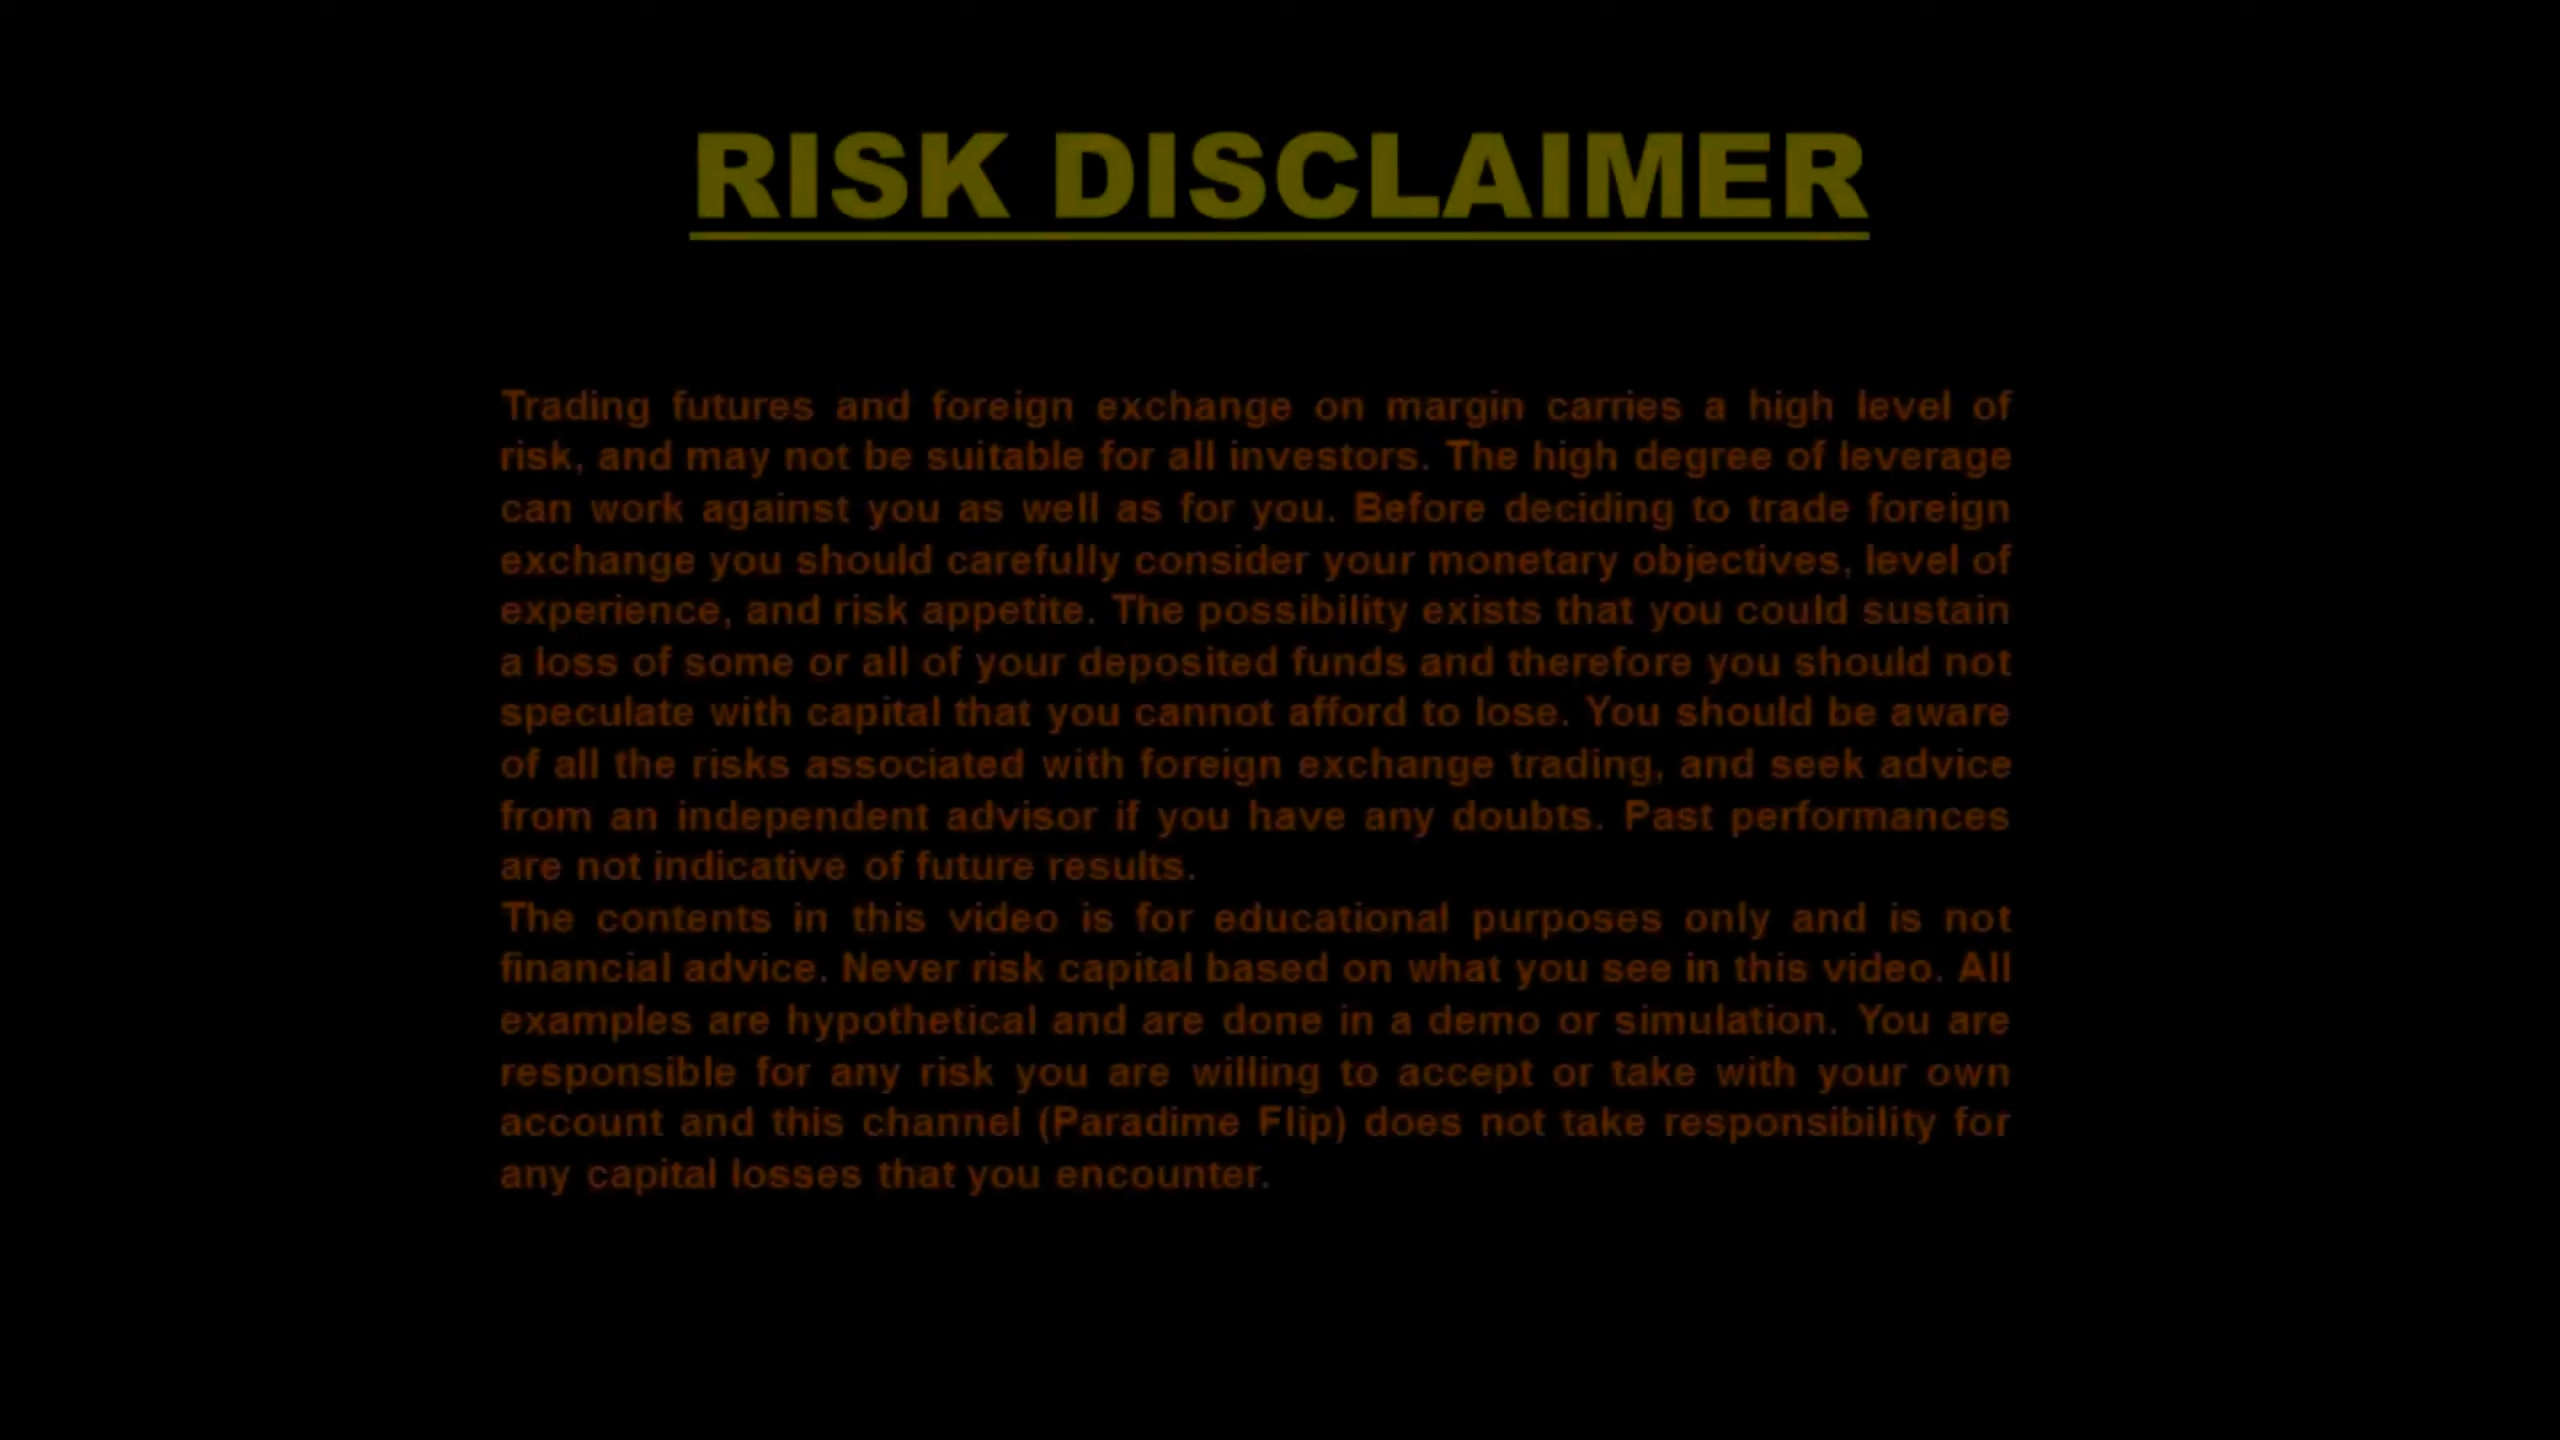 RISK DISCLAIMER
Trading futures and foreign exchange on margin carries a high level of
risk, and may not be suitable for all investors. The high degree of leverage
can work against you as well as for you. Before deciding to trade foreign
exchange you should carefully consider your monetary objectives, level of
experience, and risk appetite. The possibility exists that you could sustain
a loss of some or all of your deposited funds and therefore you should not
speculate with capital that you cannot afford to lose. You should be aware
of all the risks associated with foreign exchange trading, and seek advice
from an independent advisor if you have any doubts. Past performances
are not indicative of future results.
The contents in this video is for educational purposes only and is not
financial advice. Never risk capital based on what you see in this video. All
examples are hypothetical and are done in a demo or simulation. You are
responsible for any risk you are willing to accept or take with your own
account and this channel (Paradime Flip) does not take responsibility for
any capital losses that you encounter.